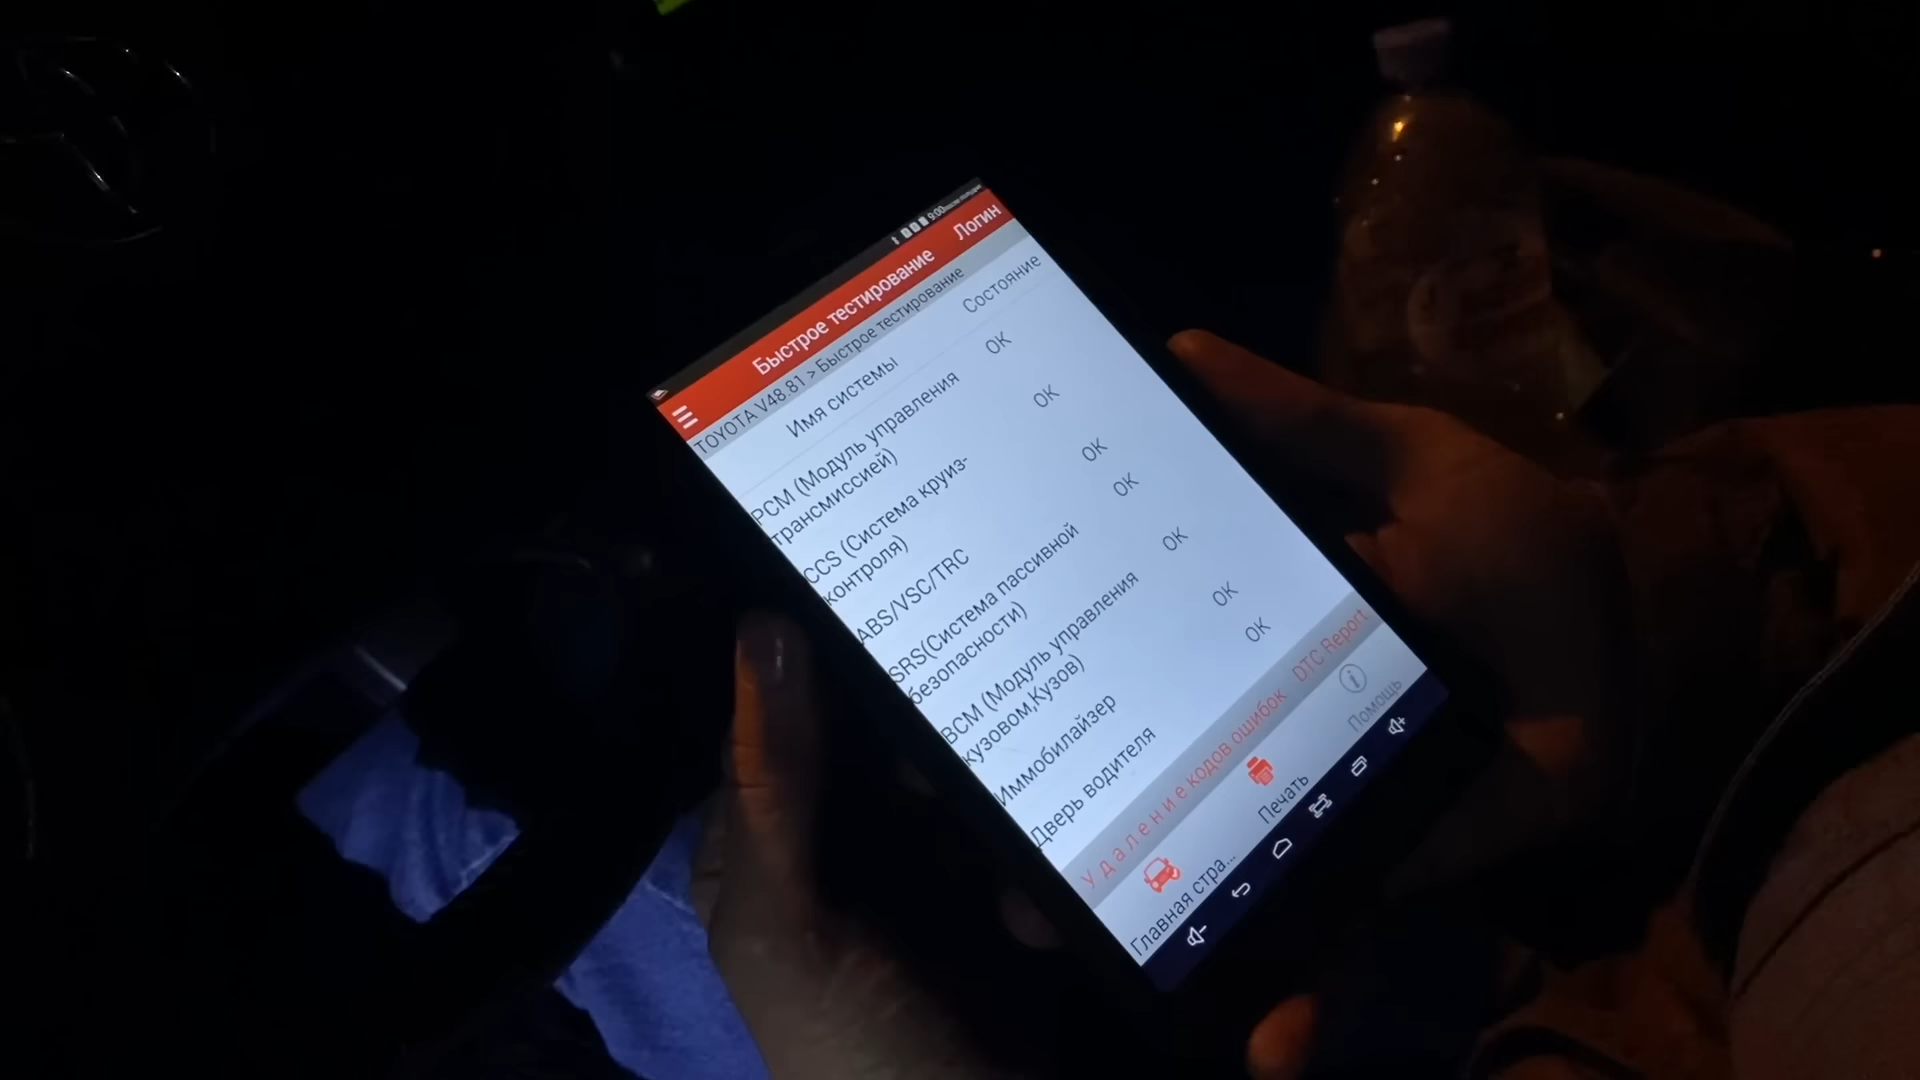 9:00
Быстрое тестирование Логин
TOYOTA V48.81 > Быстрое тестирование
Имя системы Состояние
PCM (Модуль управления OK
трансмиссией)
CCS (Система круиз- OK
контроля)
ABS/VSC/TRC OK
SRS(Система пассивной OK
безопасности)
BCM (Модуль управления OK
кузовом,Кузов)
Иммобилайзер OK
Дверь водителя OK
Удаление кодов ошибок DTC Report
Главная стра... Печать Помощь